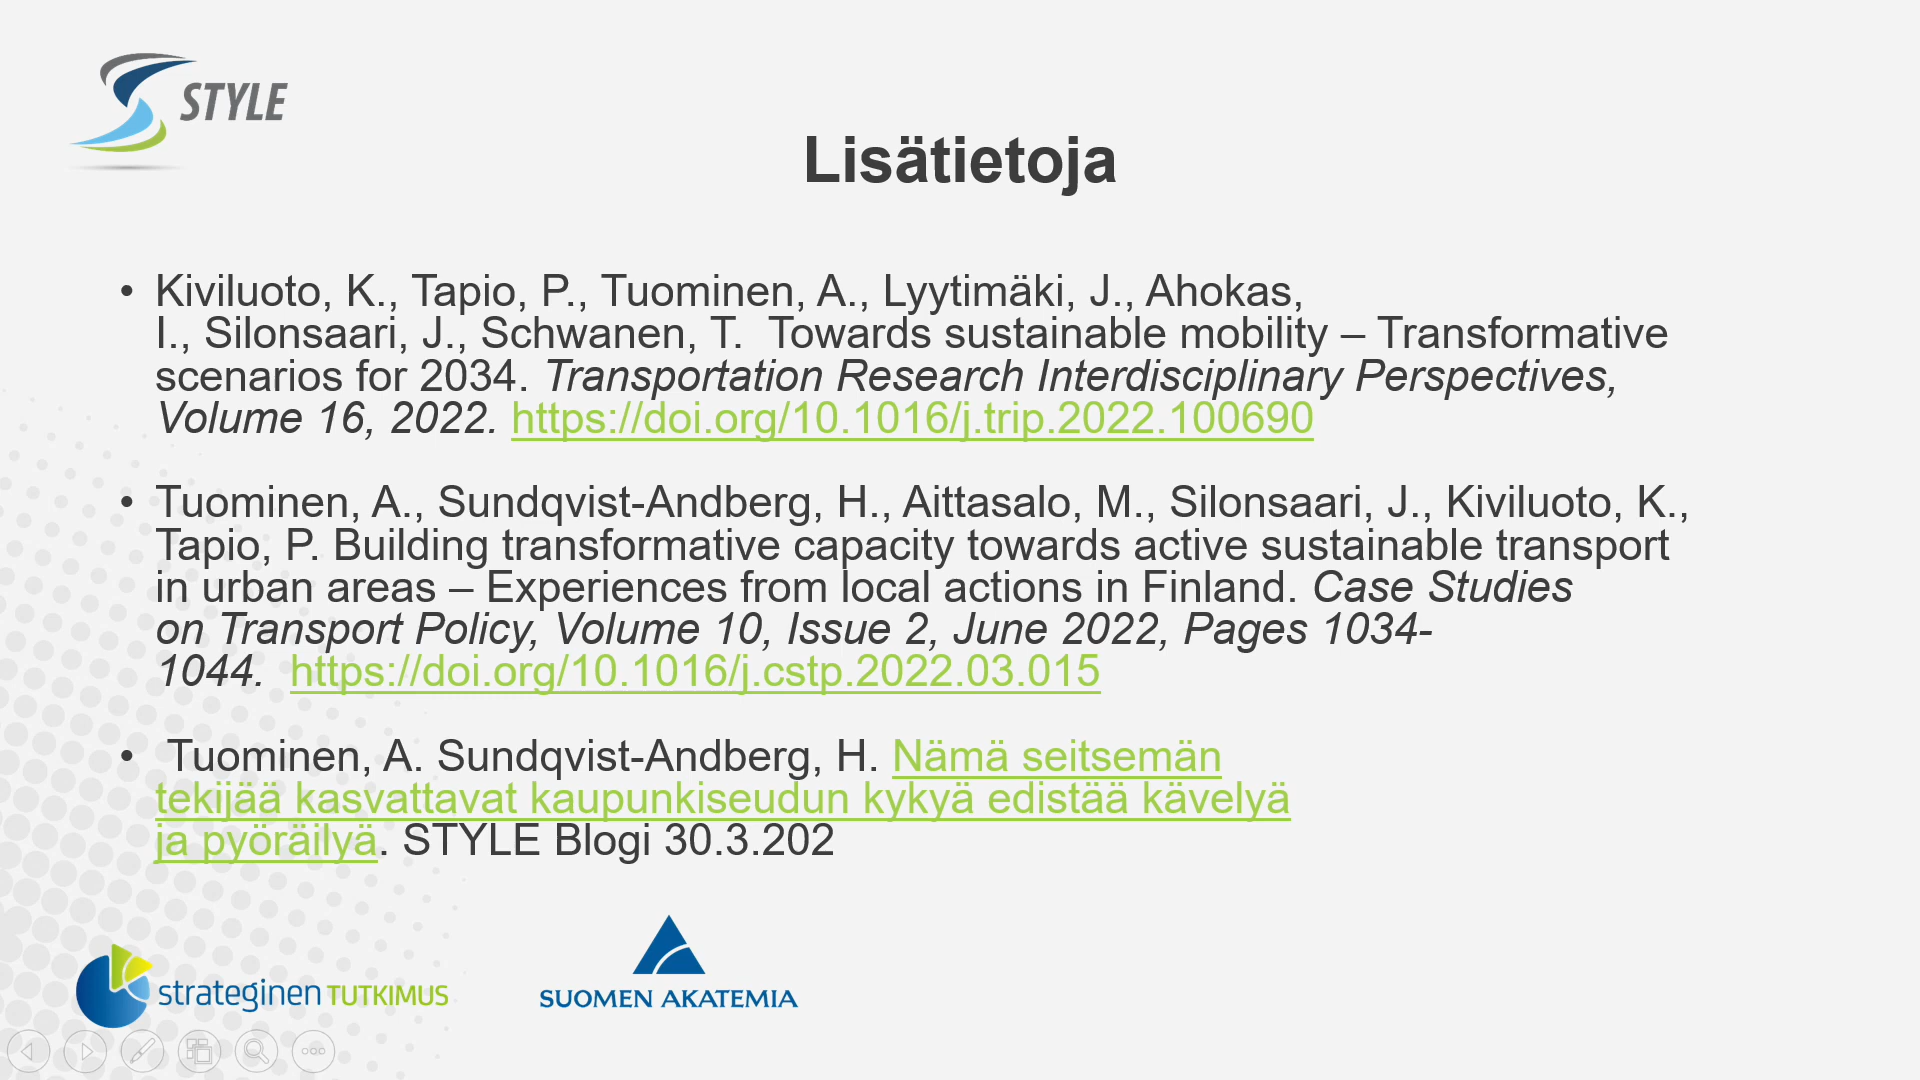 STYLE
Lisätietoja
• Kiviluoto, K., Tapio, P., Tuominen, A., Lyytimäki, J., Ahokas,
I., Silonsaari, J., Schwanen, T.  Towards sustainable mobility – Transformative
scenarios for 2034. Transportation Research Interdisciplinary Perspectives,
Volume 16, 2022. https://doi.org/10.1016/j.trip.2022.100690
• Tuominen, A., Sundqvist-Andberg, H., Aittasalo, M., Silonsaari, J., Kiviluoto, K.,
Tapio, P. Building transformative capacity towards active sustainable transport
in urban areas – Experiences from local actions in Finland. Case Studies
on Transport Policy, Volume 10, Issue 2, June 2022, Pages 1034-
1044.  https://doi.org/10.1016/j.cstp.2022.03.015
• Tuominen, A. Sundqvist-Andberg, H. Nämä seitsemän
tekijää kasvattavat kaupunkiseudun kykyä edistää kävelyä
ja pyöräilyä. STYLE Blogi 30.3.202
strateginen TUTKIMUS
SUOMEN AKATEMIA